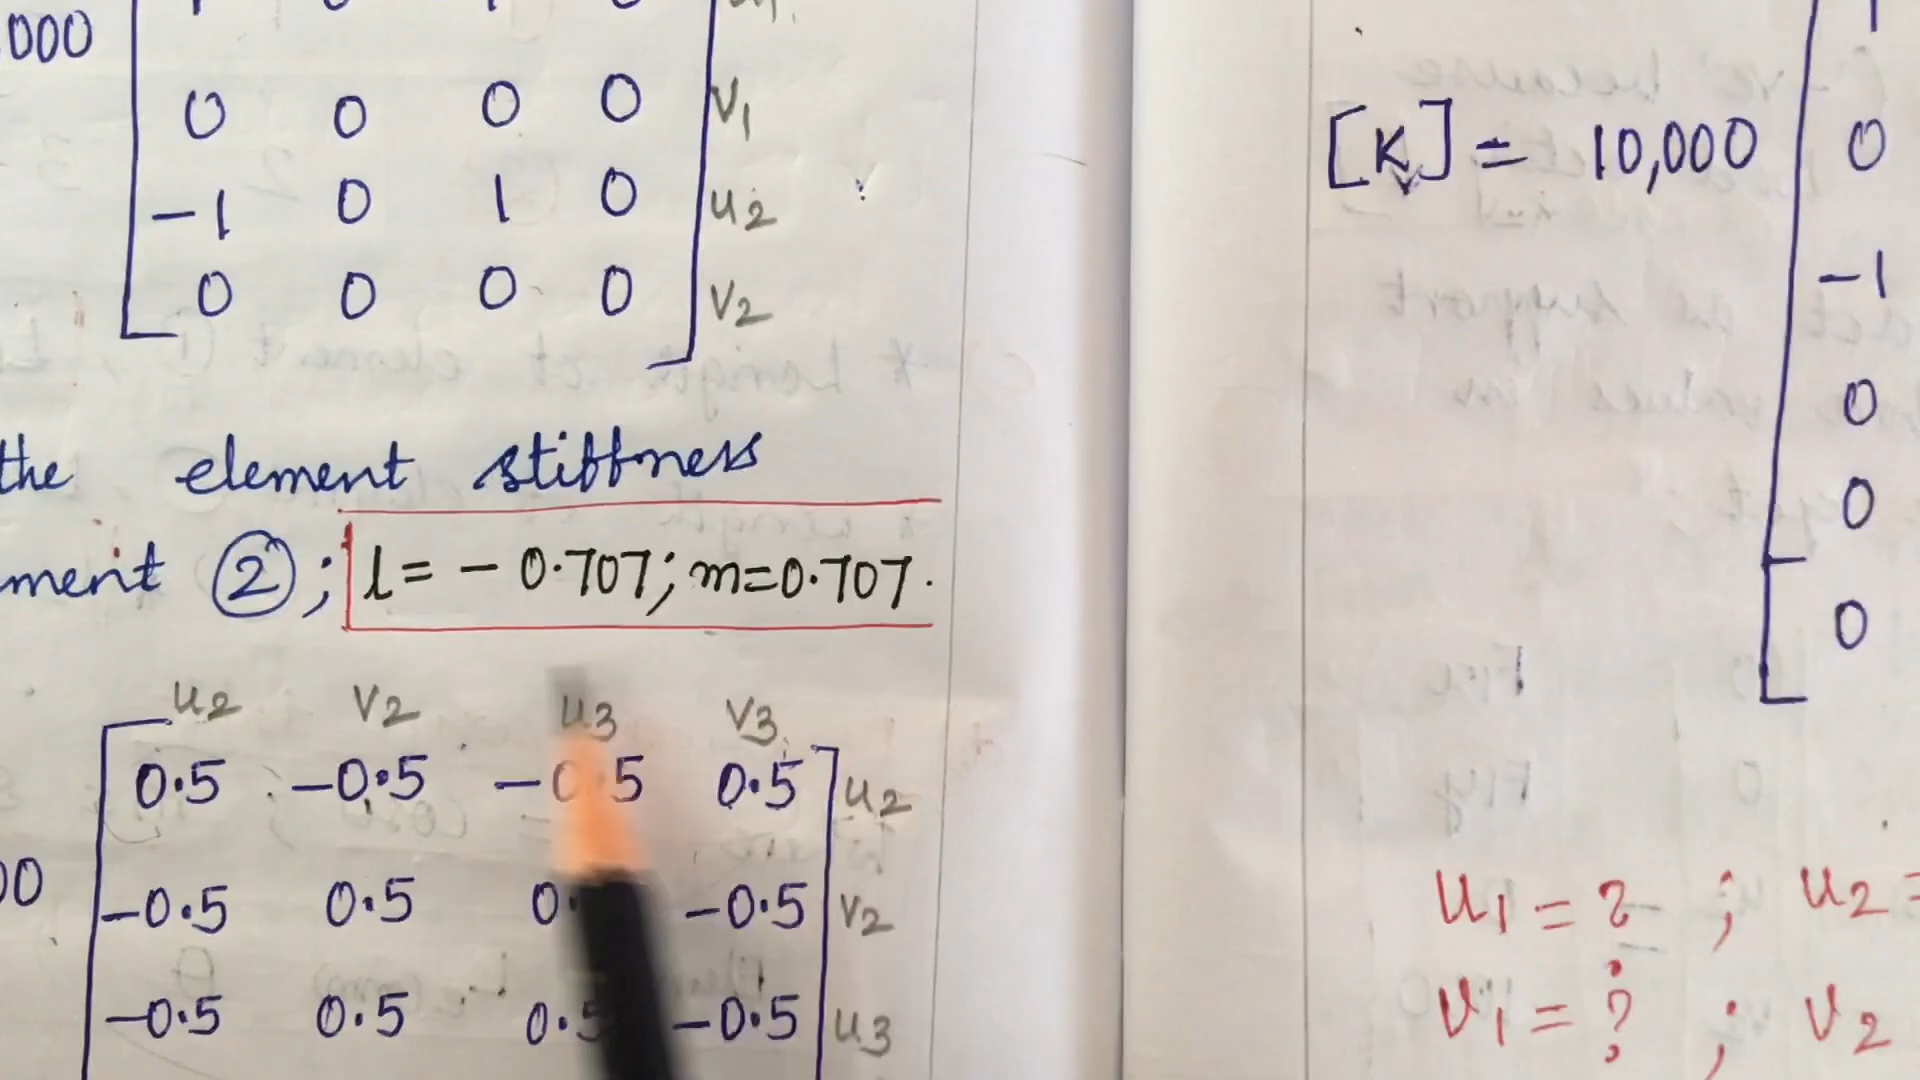 000
0 0 0 0 v1
-1 0 1 0 u2
0 0 0 0 v2
the element stiffness
ment ②; l = - 0.707; m=0.707.
u2 v2 u3 v3
0.5 -0.5 -0.5 0.5 u2
00 -0.5 0.5 0. -0.5 v2
-0.5 0.5 0.5 -0.5 u3
[K] = 10,000
0
-1
0
0
0
u1 = ? ; u2 =
v1 = ? ; v2